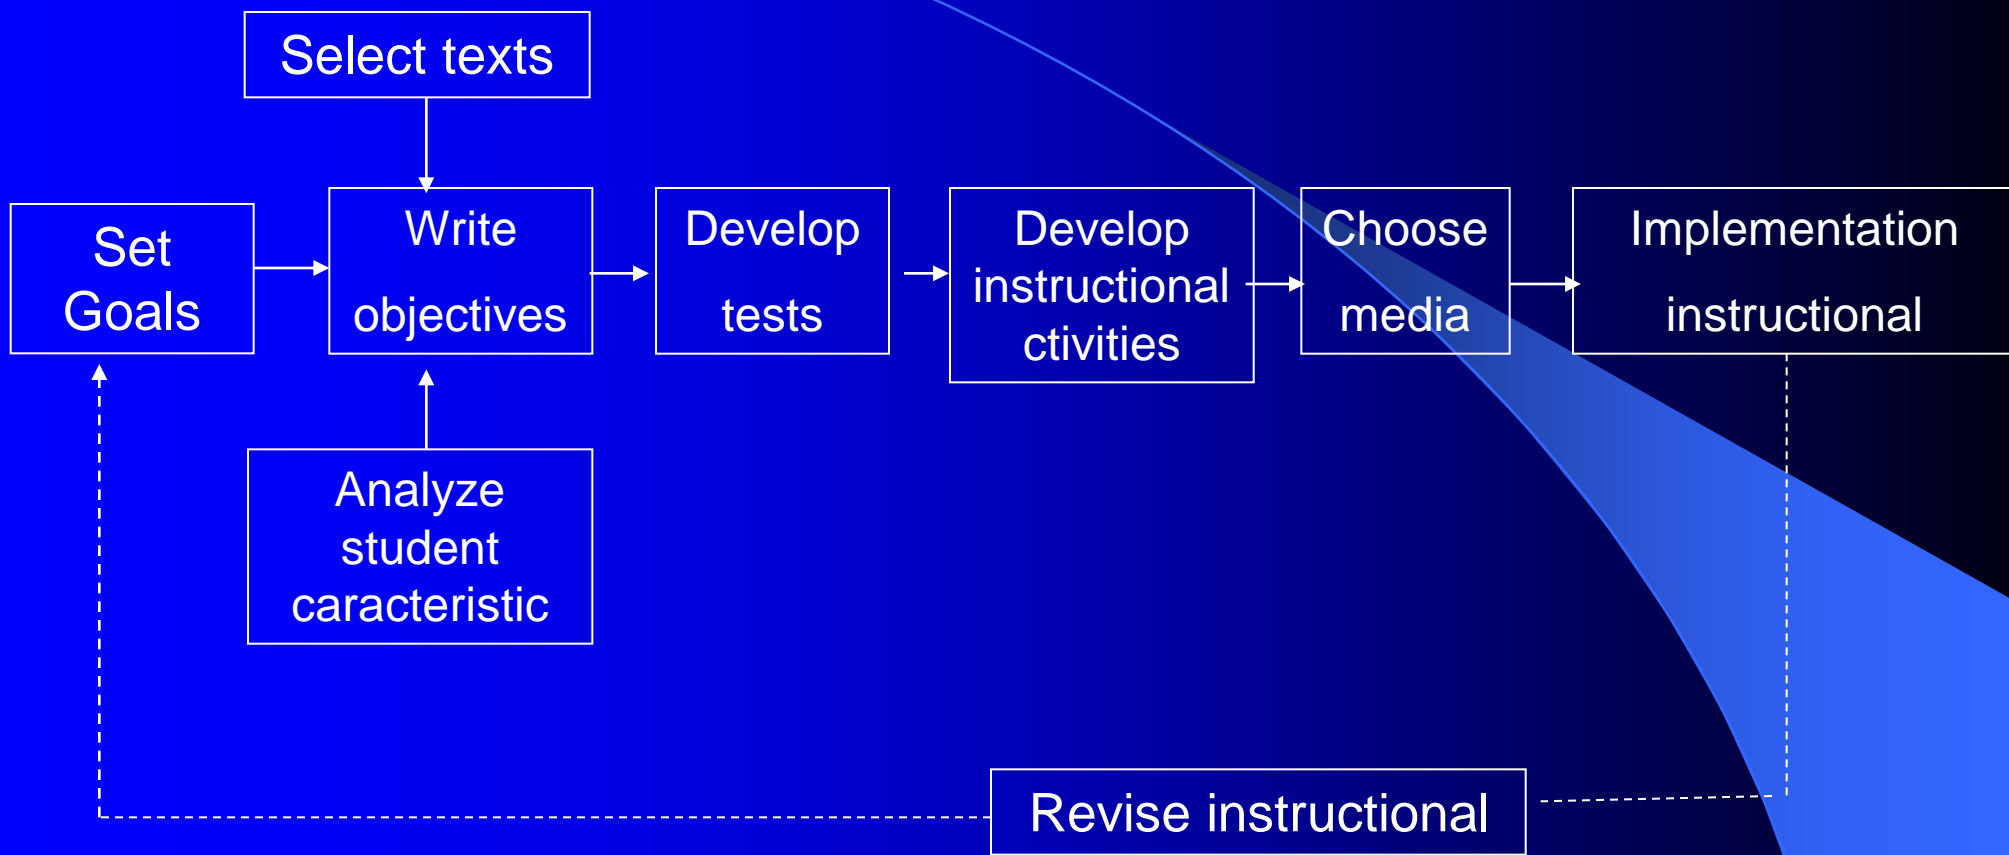 Select texts
Set
Goals
Write
objectives
Develop
tests
Develop
instructional
ctivities
Choose
media
Implementation
instructional
Analyze
student
caracteristic
Revise instructional